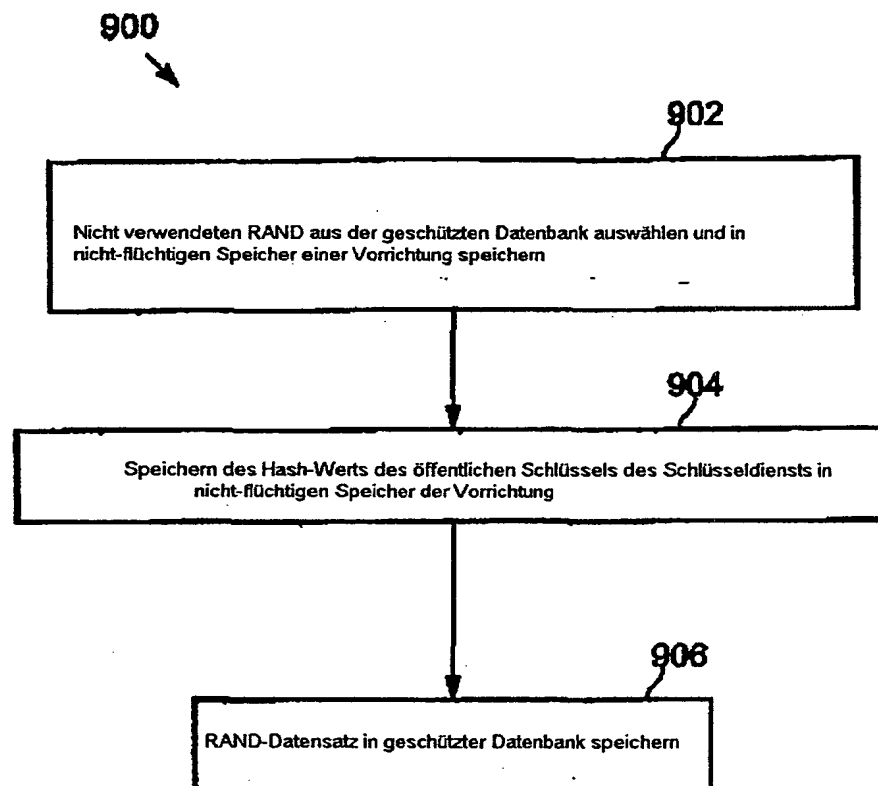 900
902
Nicht verwendeten RAND aus der geschützten Datenbank auswählen und in
nicht-flüchtigen Speicher einer Vorrichtung speichern
904
Speichern des Hash-Werts des öffentlichen Schlüssels des Schlüsseldiensts in
nicht-flüchtigen Speicher der Vorrichtung
906
RAND-Datensatz in geschützter Datenbank speichern